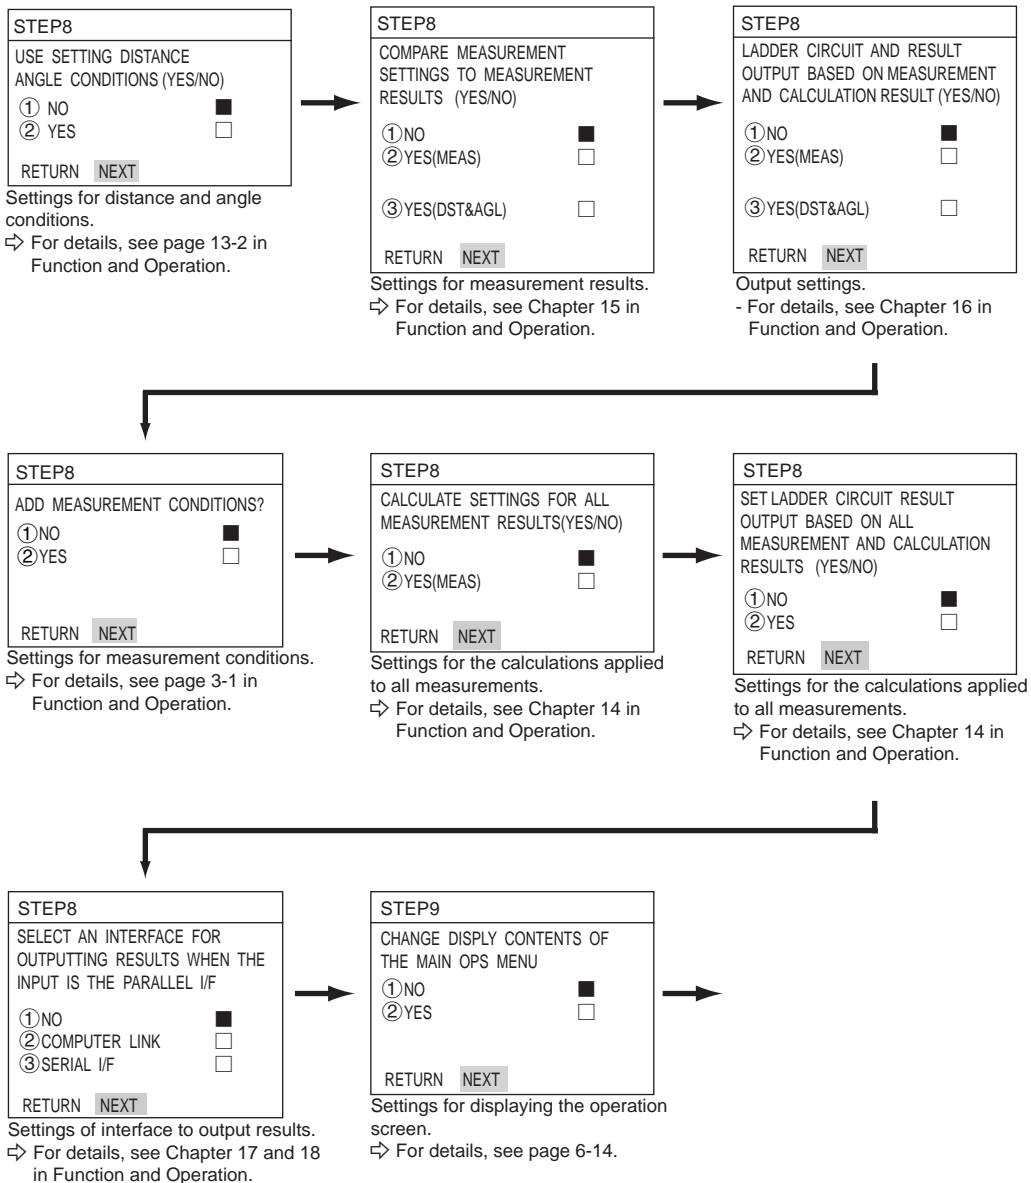 STEP8
USE SETTING DISTANCE
ANGLE CONDITIONS (YES/NO)
① NO
② YES
RETURN NEXT
Settings for distance and angle
conditions.
⇨ For details, see page 13-2 in
Function and Operation.
STEP8
COMPARE MEASUREMENT
SETTINGS TO MEASUREMENT
RESULTS (YES/NO)
①NO
②YES(MEAS)
③YES(DST&AGL)
RETURN NEXT
Settings for measurement results.
⇨ For details, see Chapter 15 in
Function and Operation.
STEP8
LADDER CIRCUIT AND RESULT
OUTPUT BASED ON MEASUREMENT
AND CALCULATION RESULT (YES/NO)
①NO
②YES(MEAS)
③YES(DST&AGL)
RETURN NEXT
Output settings.
- For details, see Chapter 16 in
Function and Operation.
STEP8
ADD MEASUREMENT CONDITIONS?
①NO
②YES
RETURN NEXT
Settings for measurement conditions.
⇨ For details, see page 3-1 in
Function and Operation.
STEP8
CALCULATE SETTINGS FOR ALL
MEASUREMENT RESULTS(YES/NO)
①NO
②YES(MEAS)
RETURN NEXT
Settings for the calculations applied
to all measurements.
⇨ For details, see Chapter 14 in
Function and Operation.
STEP8
SET LADDER CIRCUIT RESULT
OUTPUT BASED ON ALL
MEASUREMENT AND CALCULATION
RESULTS (YES/NO)
①NO
②YES
RETURN NEXT
Settings for the calculations applied
to all measurements.
⇨ For details, see Chapter 14 in
Function and Operation.
STEP8
SELECT AN INTERFACE FOR
OUTPUTTING RESULTS WHEN THE
INPUT IS THE PARALLEL I/F
①NO
②COMPUTER LINK
③SERIAL I/F
RETURN NEXT
Settings of interface to output results.
⇨ For details, see Chapter 17 and 18
in Function and Operation.
STEP9
CHANGE DISPLY CONTENTS OF
THE MAIN OPS MENU
①NO
②YES
RETURN NEXT
Settings for displaying the operation
screen.
⇨ For details, see page 6-14.